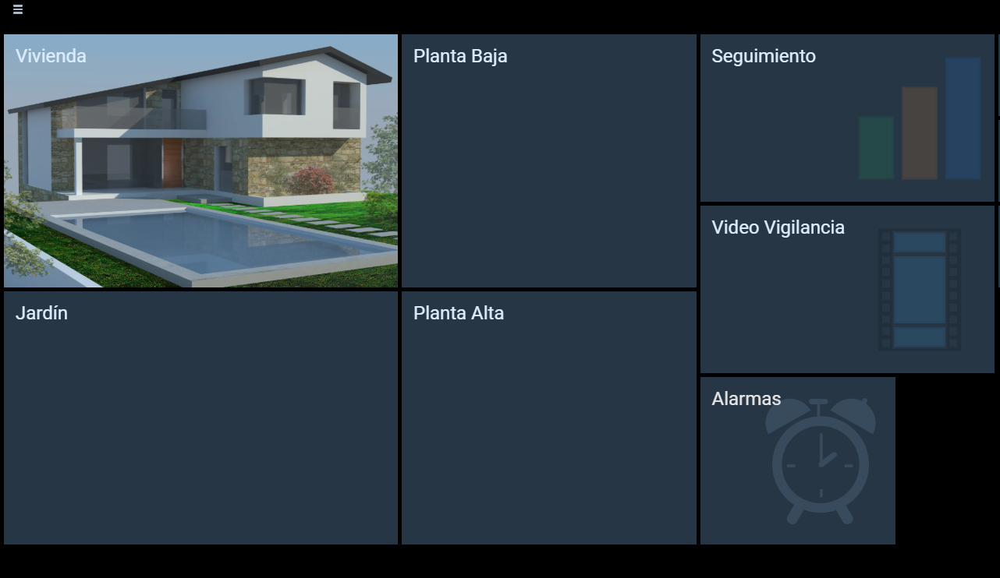 Vivienda
Planta Baja
Seguimiento
Video Vigilancia
Jardín
Planta Alta
Alarmas